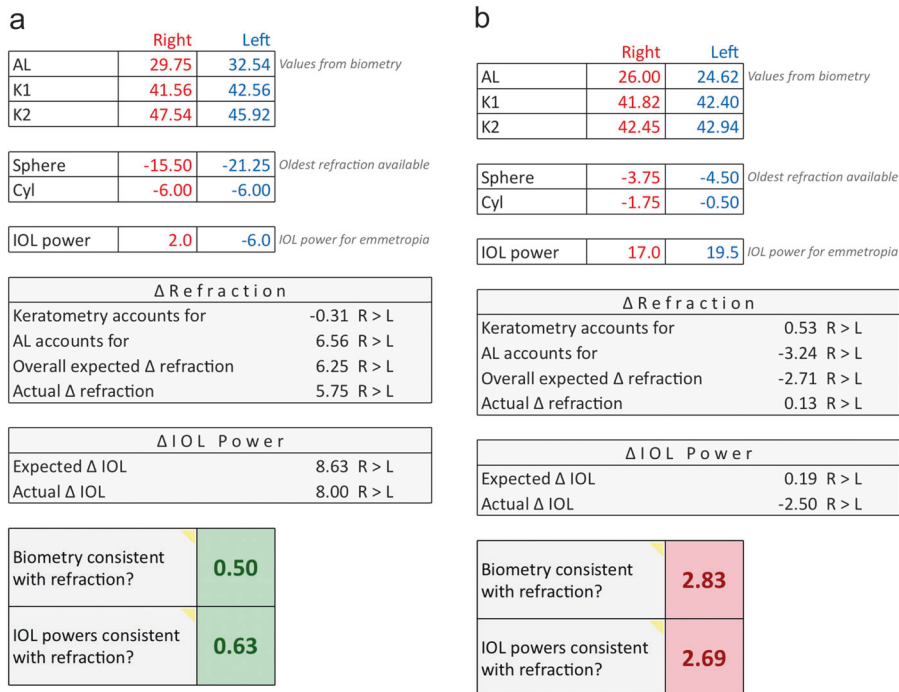 a
Right Left
AL 29.75 32.54 Values from biometry
K1 41.56 42.56
K2 47.54 45.92
Sphere -15.50 -21.25 Oldest refraction available
Cyl -6.00 -6.00
IOL power 2.0 -6.0 IOL power for emmetropia
Δ Refraction
Keratometry accounts for -0.31 R > L
AL accounts for 6.56 R > L
Overall expected Δ refraction 6.25 R > L
Actual Δ refraction 5.75 R > L
Δ IOL Power
Expected Δ IOL 8.63 R > L
Actual Δ IOL 8.00 R > L
Biometry consistent
with refraction? 0.50
IOL powers consistent
with refraction? 0.63
b
Right Left
AL 26.00 24.62 Values from biometry
K1 41.82 42.40
K2 42.45 42.94
Sphere -3.75 -4.50 Oldest refraction available
Cyl -1.75 -0.50
IOL power 17.0 19.5 IOL power for emmetropia
Δ Refraction
Keratometry accounts for 0.53 R > L
AL accounts for -3.24 R > L
Overall expected Δ refraction -2.71 R > L
Actual Δ refraction 0.13 R > L
Δ IOL Power
Expected Δ IOL 0.19 R > L
Actual Δ IOL -2.50 R > L
Biometry consistent
with refraction? 2.83
IOL powers consistent
with refraction? 2.69